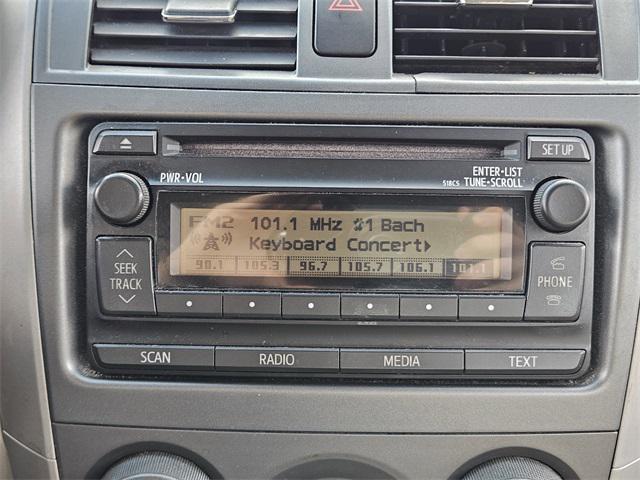 SET UP
PWR•VOL
ENTER•LIST
518C5 TUNE•SCROLL
FM2 101.1 MHz #1 Bach
Keyboard Concert
90.1 105.3 96.7 105.7 106.1 101.1
SEEK
TRACK
PHONE
SCAN RADIO MEDIA TEXT